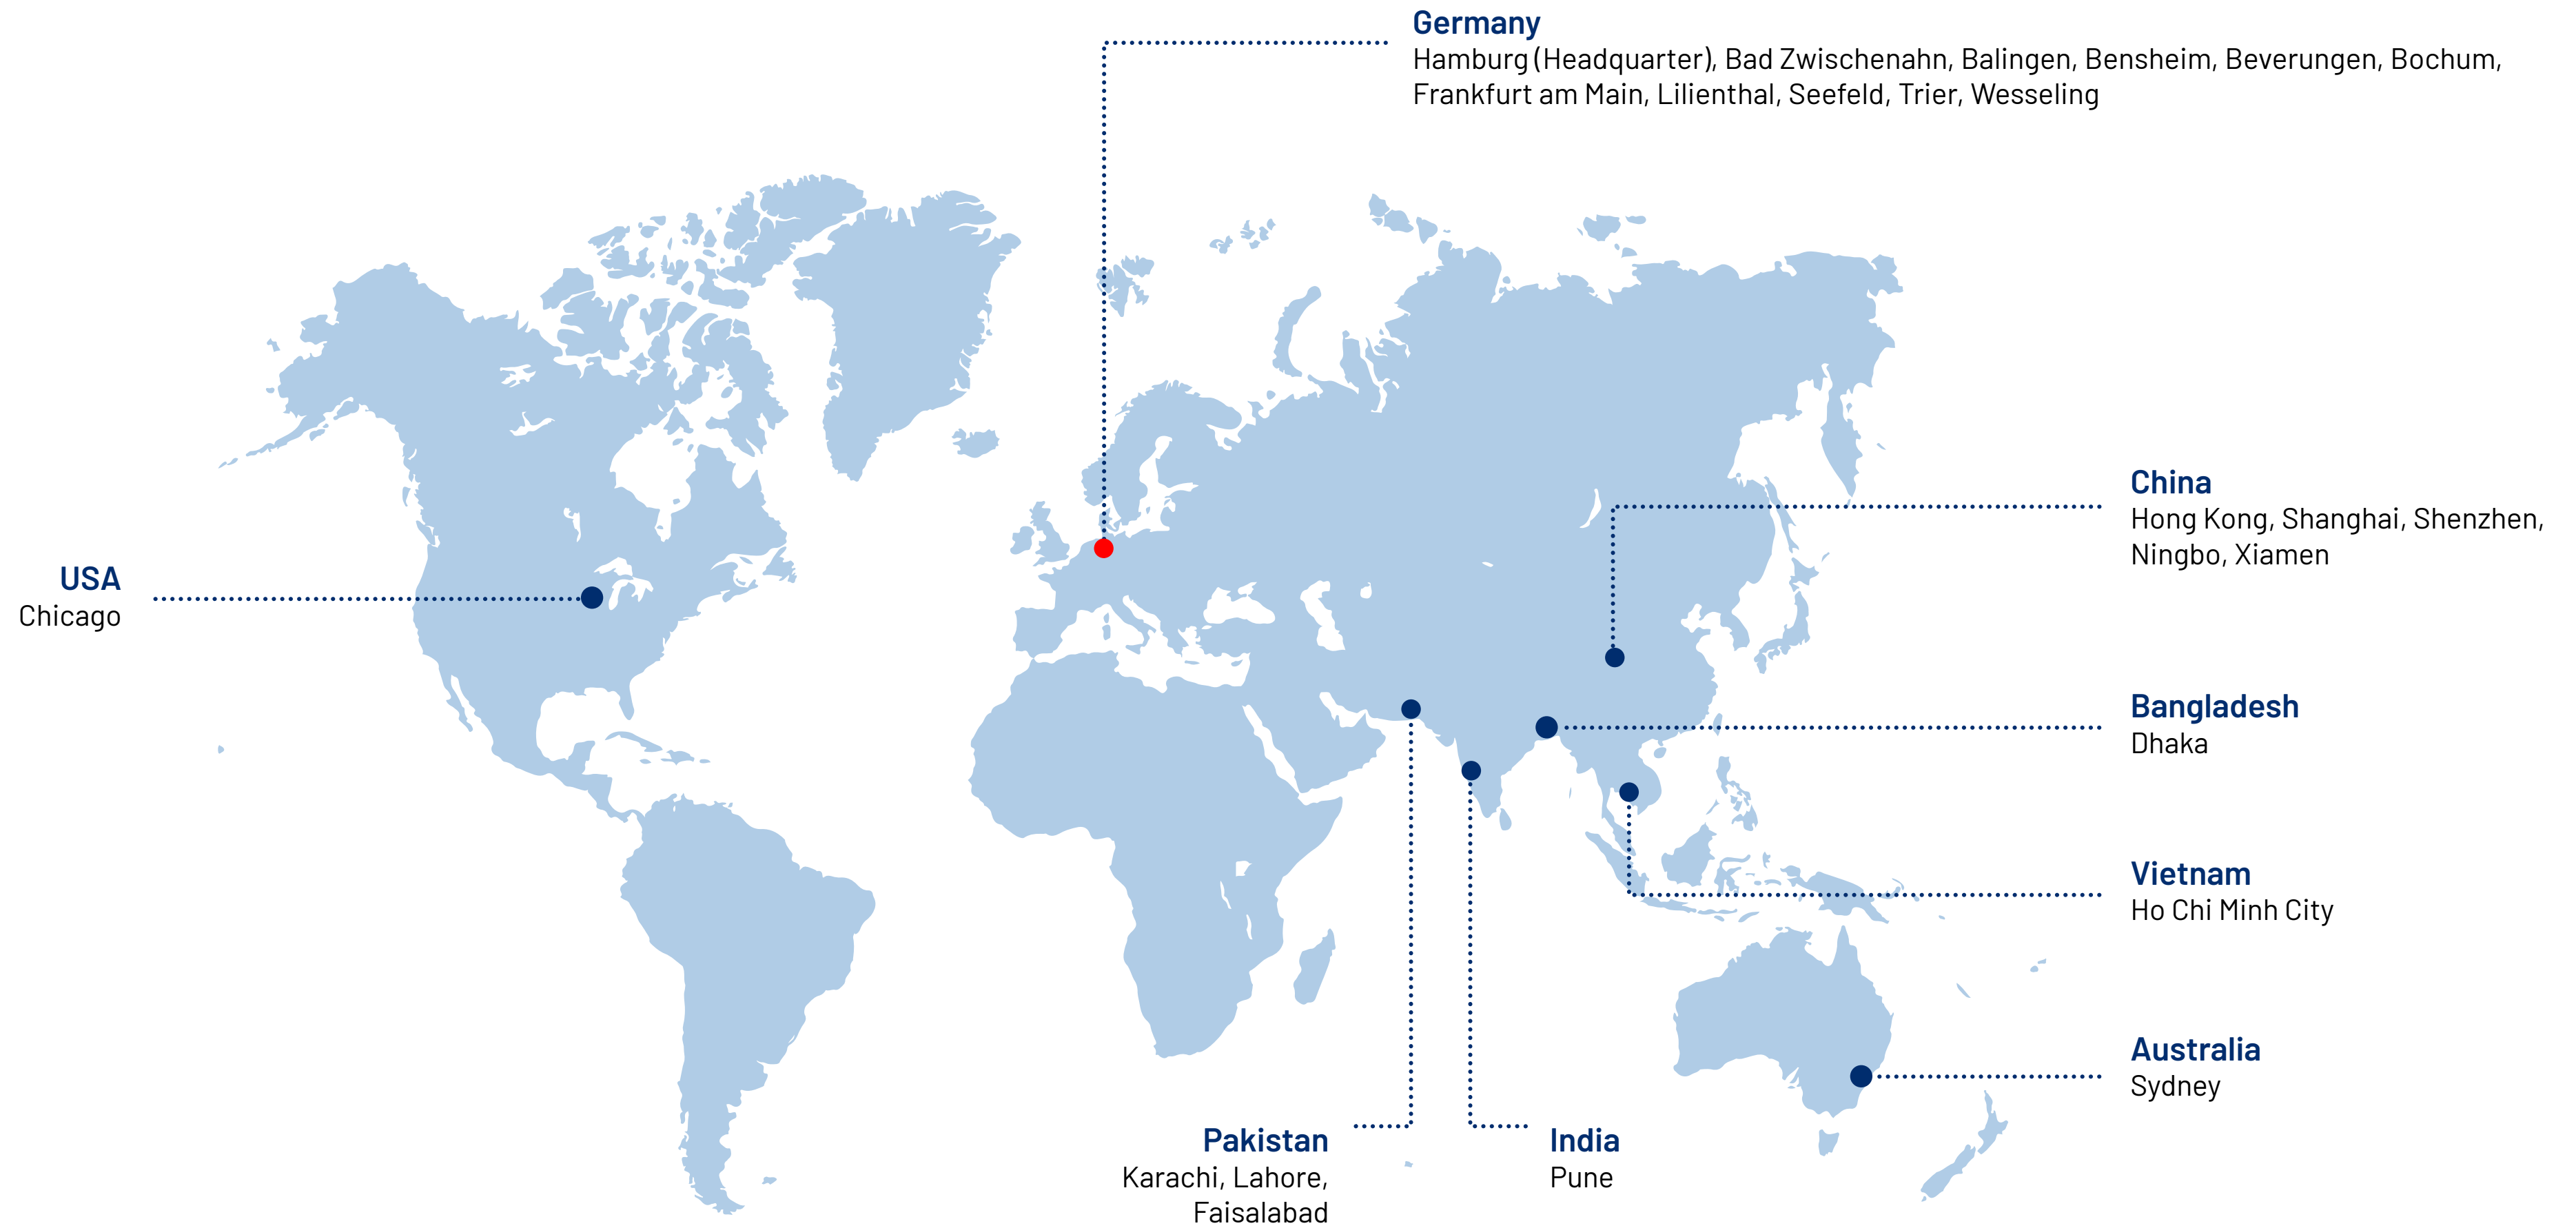 Germany
Hamburg (Headquarter), Bad Zwischenahn, Balingen, Bensheim, Beverungen, Bochum,
Frankfurt am Main, Lilienthal, Seefeld, Trier, Wesseling
China
Hong Kong, Shanghai, Shenzhen,
Ningbo, Xiamen
USA
Chicago
Bangladesh
Dhaka
Vietnam
Ho Chi Minh City
Australia
Sydney
Pakistan
Karachi, Lahore,
Faisalabad
India
Pune